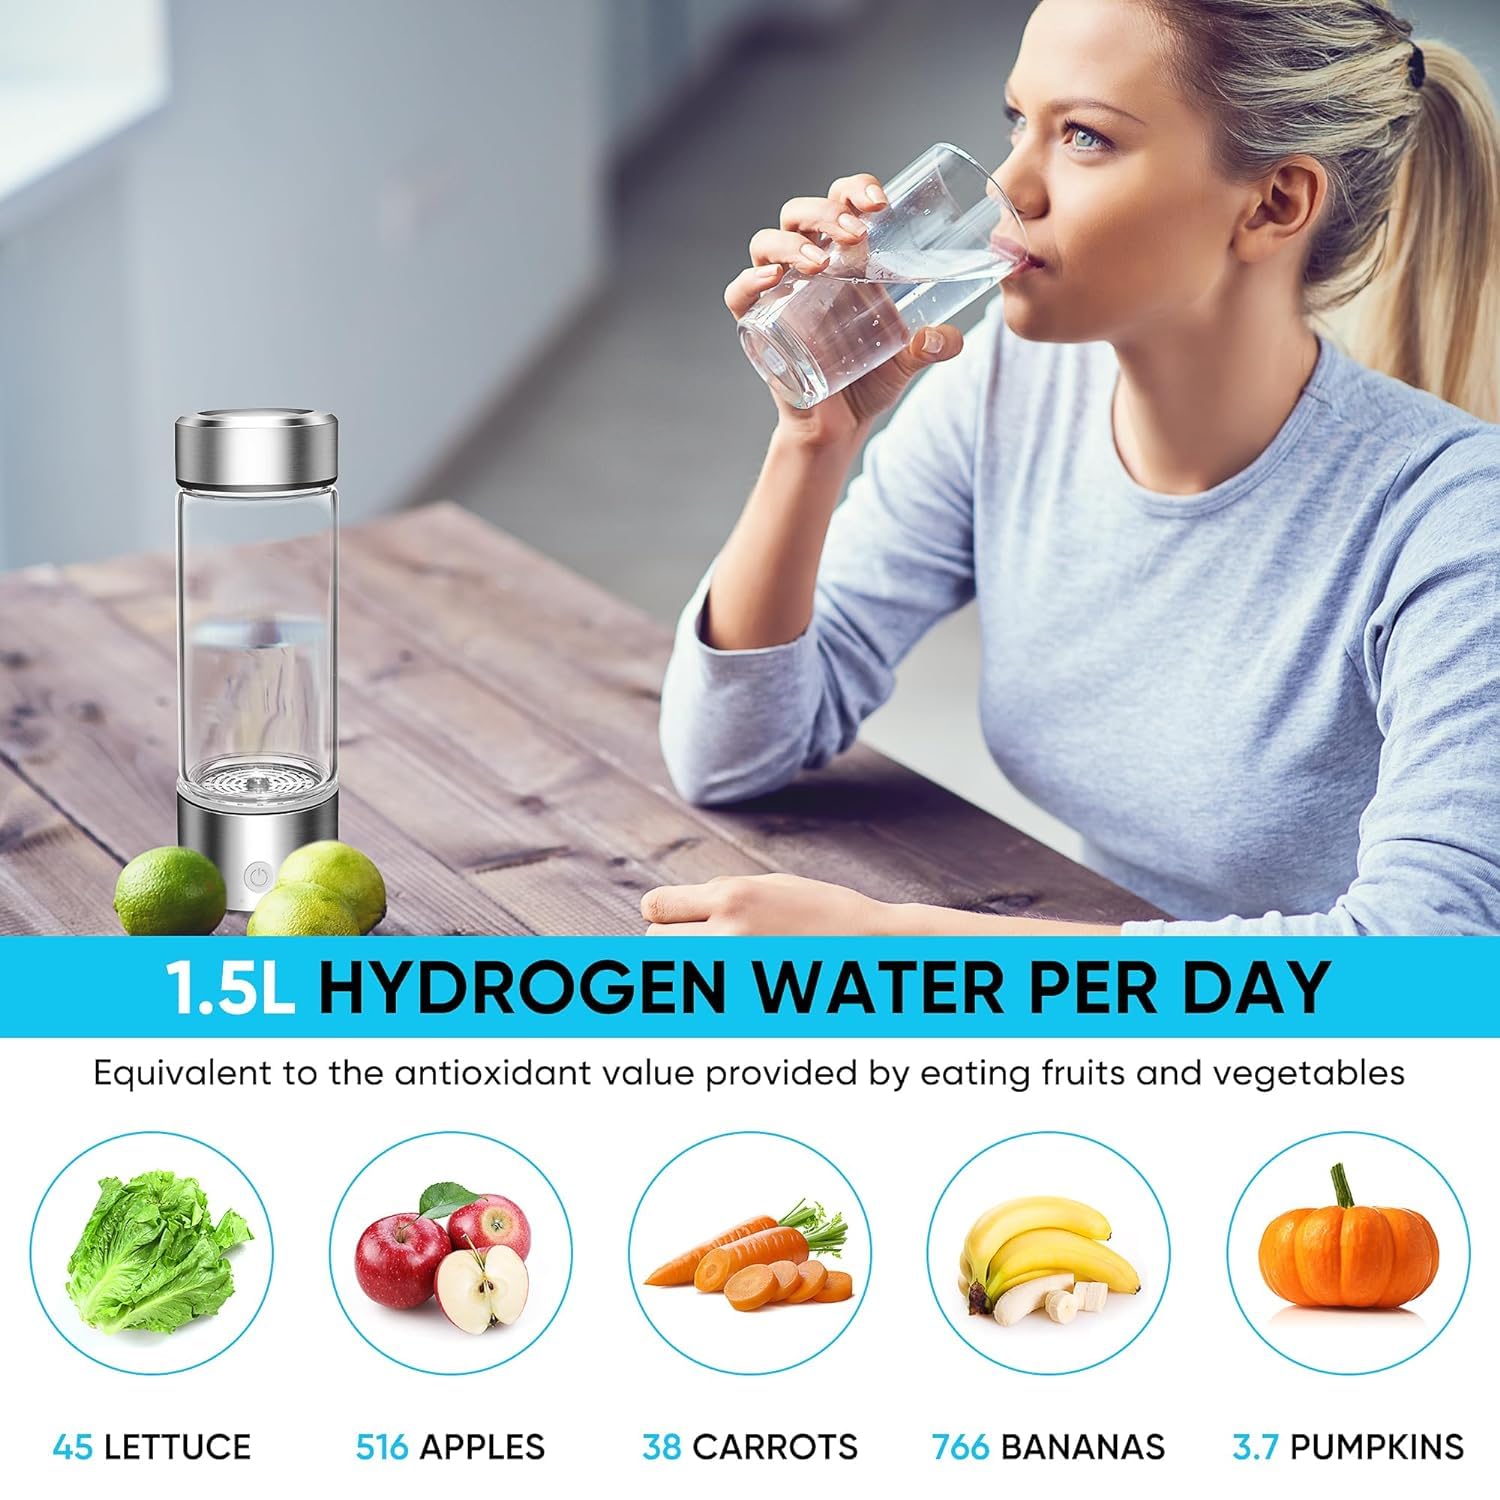 1.5L HYDROGEN WATER PER DAY
Equivalent to the antioxidant value provided by eating fruits and vegetables
45 LETTUCE
516 APPLES
38 CARROTS
766 BANANAS
3.7 PUMPKINS